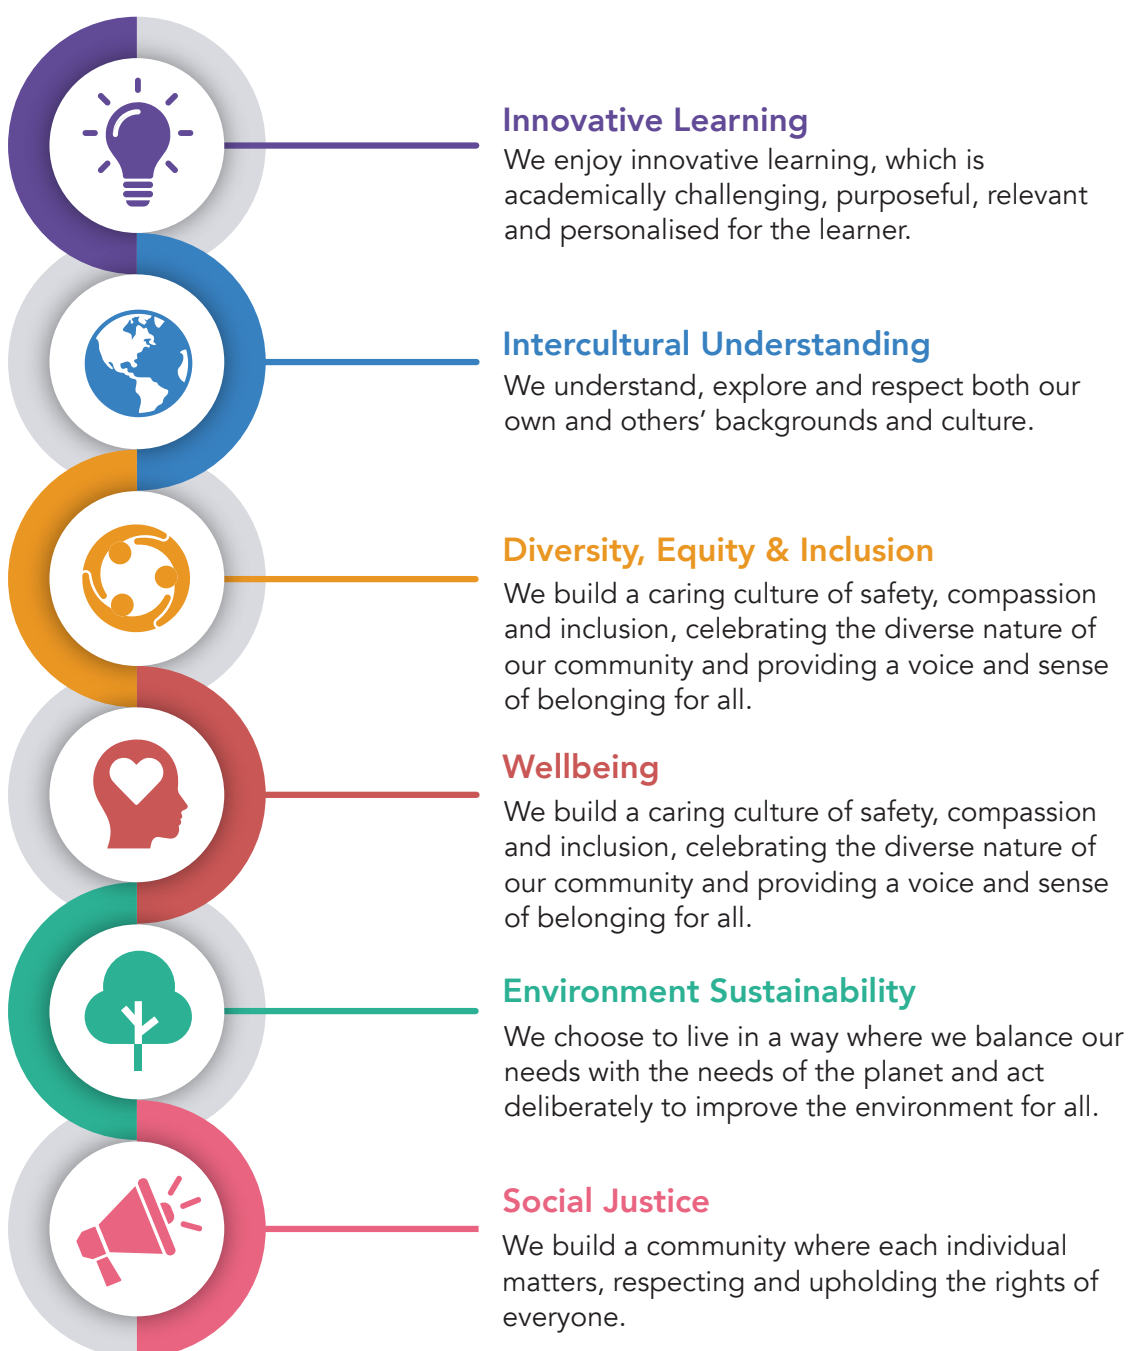 Innovative Learning
We enjoy innovative learning, which is
academically challenging, purposeful, relevant
and personalised for the learner.
Intercultural Understanding
We understand, explore and respect both our
own and others’ backgrounds and culture.
Diversity, Equity & Inclusion
We build a caring culture of safety, compassion
and inclusion, celebrating the diverse nature of
our community and providing a voice and sense
of belonging for all.
Wellbeing
We build a caring culture of safety, compassion
and inclusion, celebrating the diverse nature of
our community and providing a voice and sense
of belonging for all.
Environment Sustainability
We choose to live in a way where we balance our
needs with the needs of the planet and act
deliberately to improve the environment for all.
Social Justice
We build a community where each individual
matters, respecting and upholding the rights of
everyone.